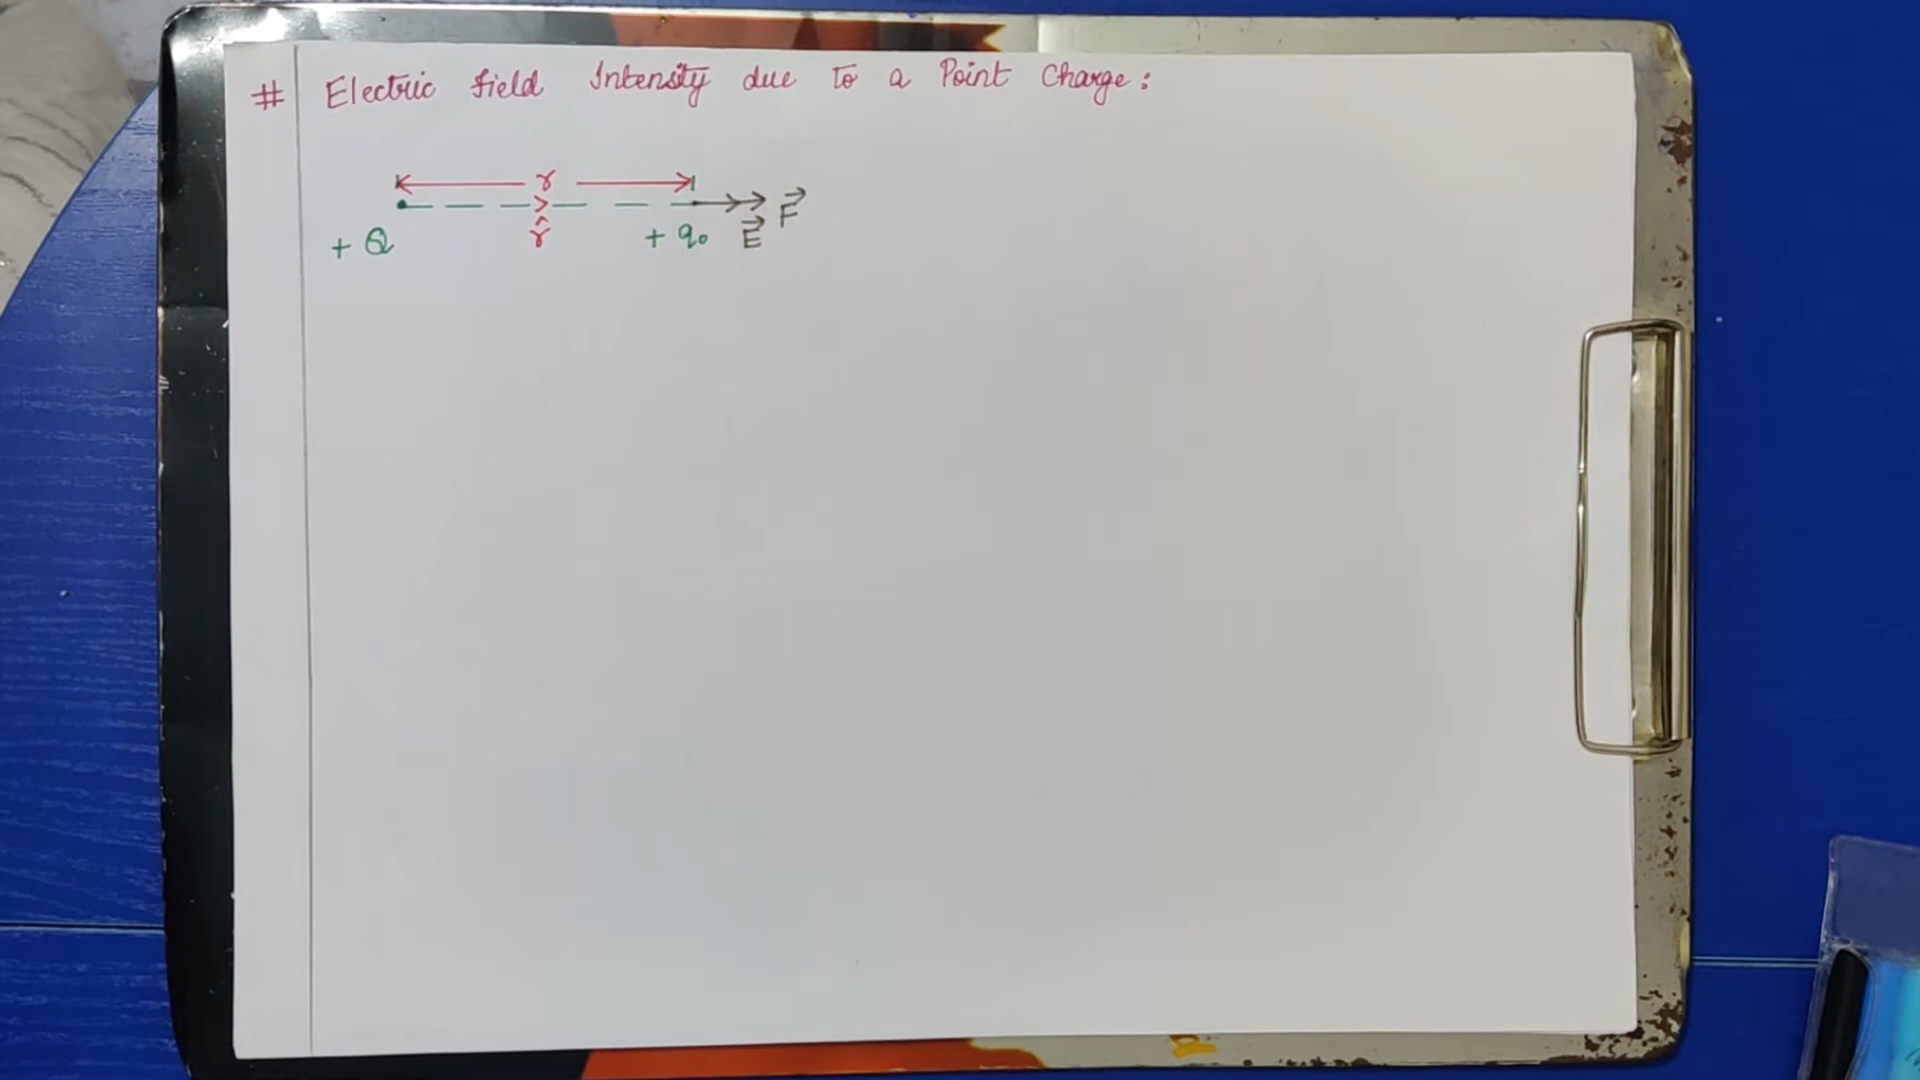 # Electric field Intensity due to a Point Charge:
r
r̂
+ Q
+ q₀
E⃗
F⃗